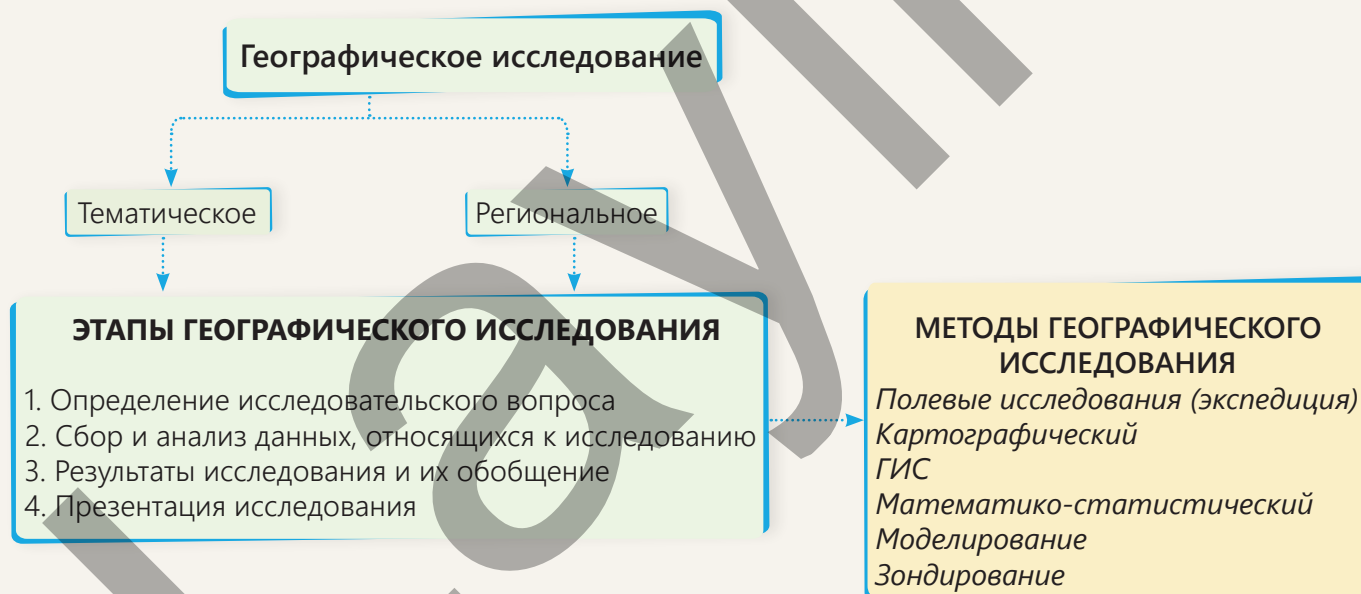 Географическое исследование
Тематическое
Региональное
ЭТАПЫ ГЕОГРАФИЧЕСКОГО ИССЛЕДОВАНИЯ
1. Определение исследовательского вопроса
2. Сбор и анализ данных, относящихся к исследованию
3. Результаты исследования и их обобщение
4. Презентация исследования
МЕТОДЫ ГЕОГРАФИЧЕСКОГО
ИССЛЕДОВАНИЯ
Полевые исследования (экспедиция)
Картографический
ГИС
Математико-статистический
Моделирование
Зондирование